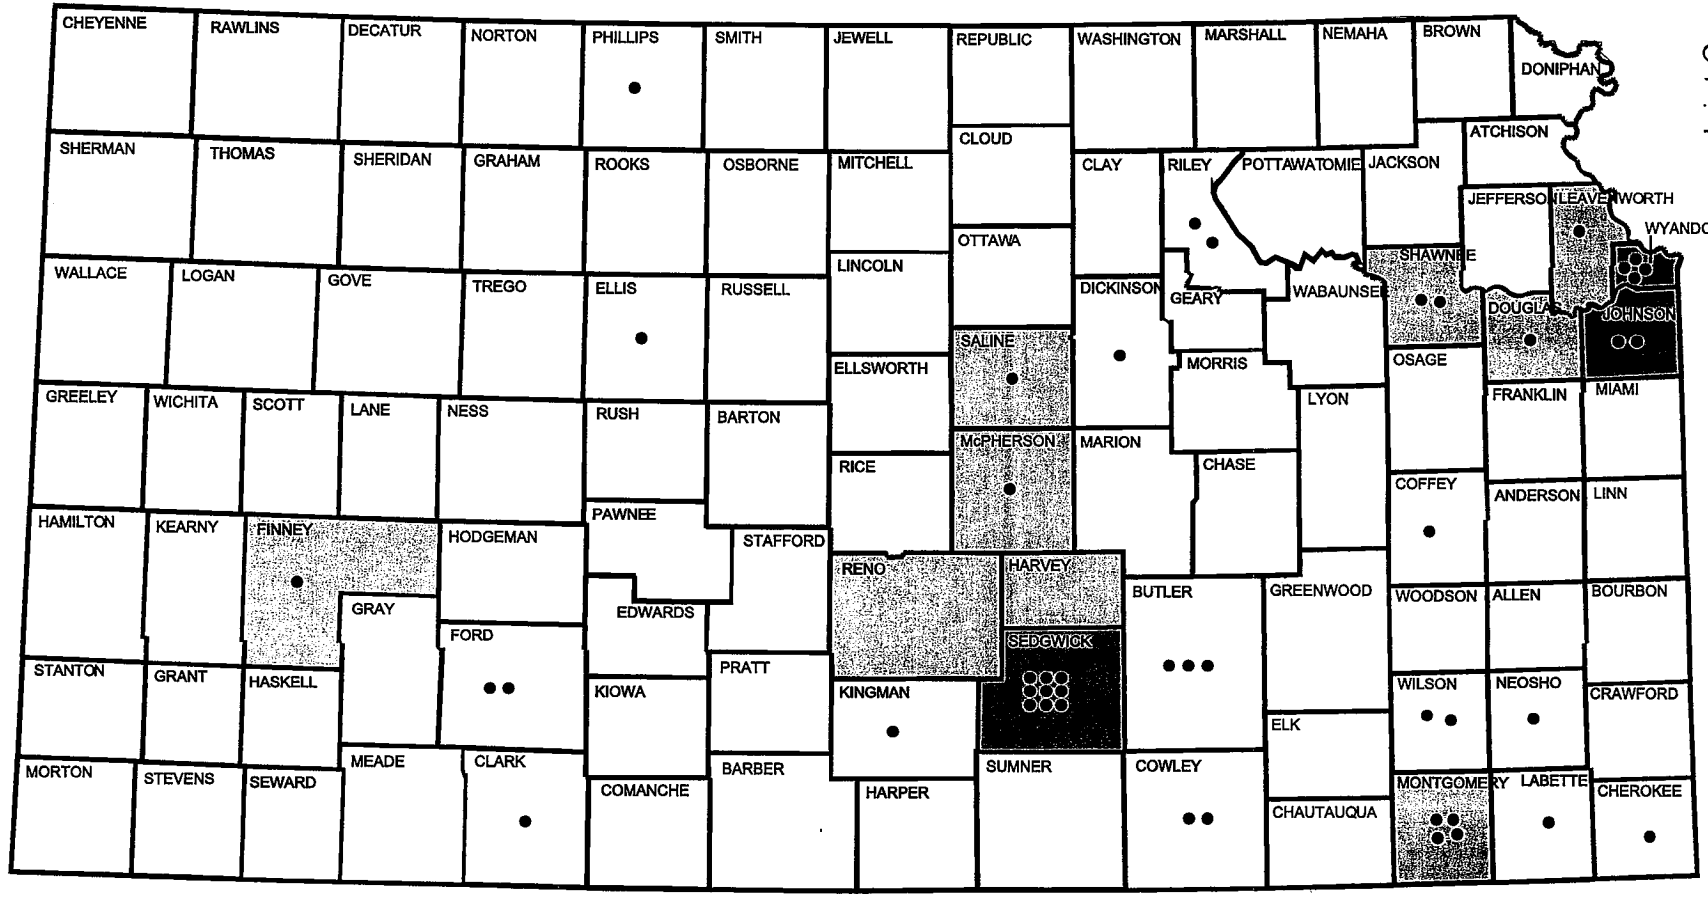 CHEYENNE
RAWLINS
DECATUR
NORTON
PHILLIPS
SMITH
JEWELL
REPUBLIC
WASHINGTON
MARSHALL
NEMAHA
BROWN
DONIPHAN
SHERMAN
THOMAS
SHERIDAN
GRAHAM
ROOKS
OSBORNE
MITCHELL
CLOUD
CLAY
RILEY
POTTAWATOMIE
JACKSON
ATCHISON
JEFFERSON
LEAVENWORTH
WYANDO
WALLACE
LOGAN
GOVE
TREGO
ELLIS
RUSSELL
LINCOLN
OTTAWA
DICKINSON
GEARY
WABAUNSEE
SHAWNEE
DOUGLAS
JOHNSON
GREELEY
WICHITA
SCOTT
LANE
NESS
RUSH
BARTON
ELLSWORTH
SALINE
MORRIS
OSAGE
FRANKLIN
MIAMI
LYON
McPHERSON
MARION
RICE
CHASE
COFFEY
ANDERSON
LINN
HAMILTON
KEARNY
FINNEY
HODGEMAN
PAWNEE
STAFFORD
RENO
HARVEY
BUTLER
GREENWOOD
WOODSON
ALLEN
BOURBON
GRAY
FORD
EDWARDS
SEDGWICK
STANTON
GRANT
HASKELL
KIOWA
PRATT
KINGMAN
WILSON
NEOSHO
CRAWFORD
ELK
MORTON
STEVENS
SEWARD
MEADE
CLARK
COMANCHE
BARBER
HARPER
SUMNER
COWLEY
CHAUTAUQUA
MONTGOMERY
LABETTE
CHEROKEE